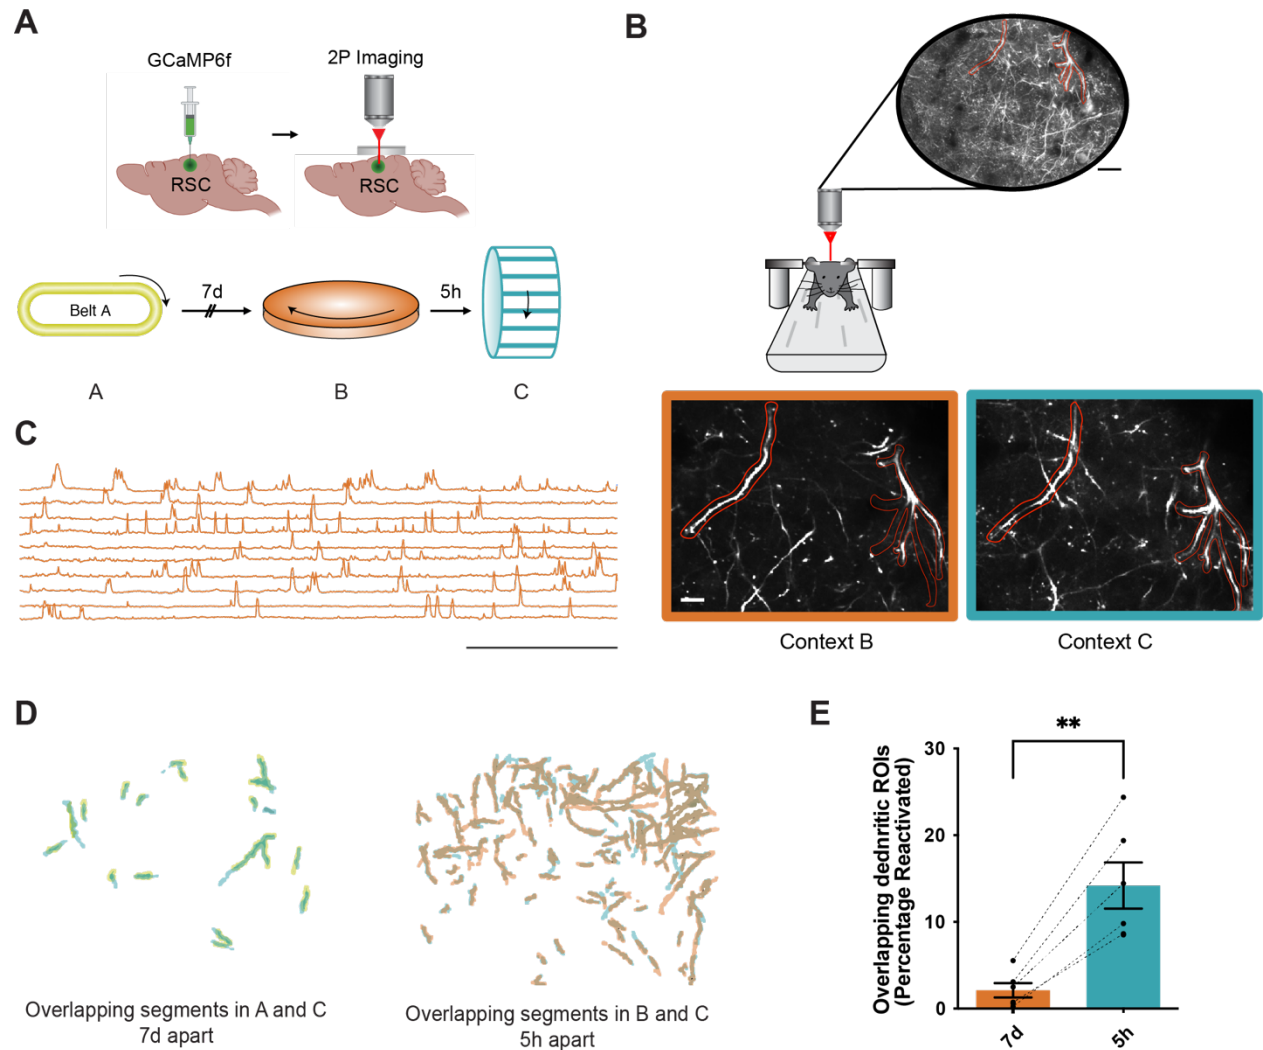 A
GCaMP6f
2P Imaging
RSC
RSC
Belt A
7d
5h
A
B
C
B
Context B
Context C
C
D
Overlapping segments in A and C
7d apart
Overlapping segments in B and C
5h apart
E
**
Overlapping dednritic ROIs
(Percentage Reactivated)
30
20
10
0
7d
5h